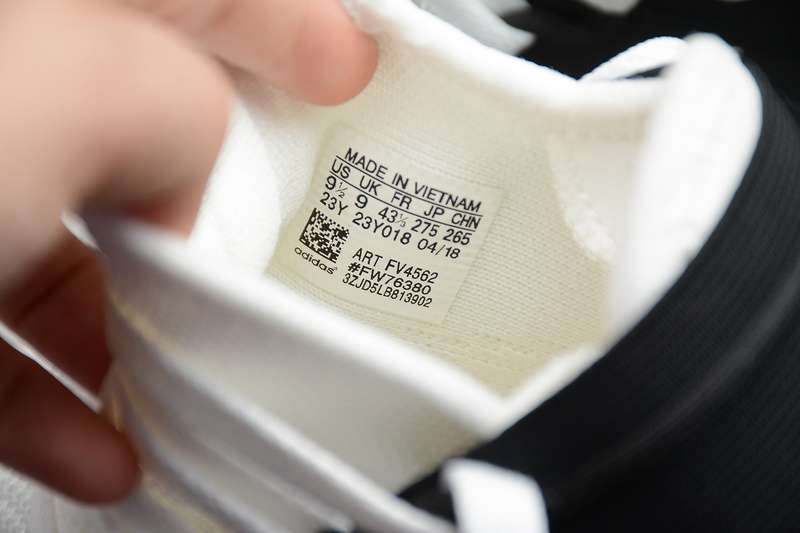 MADE IN VIETNAM
US UK FR JP CHN
9½ 9 43⅓ 275 265
23Y 23Y018 04/18
ART FV4562
#FW76380
3ZJD5LB813902
adidas